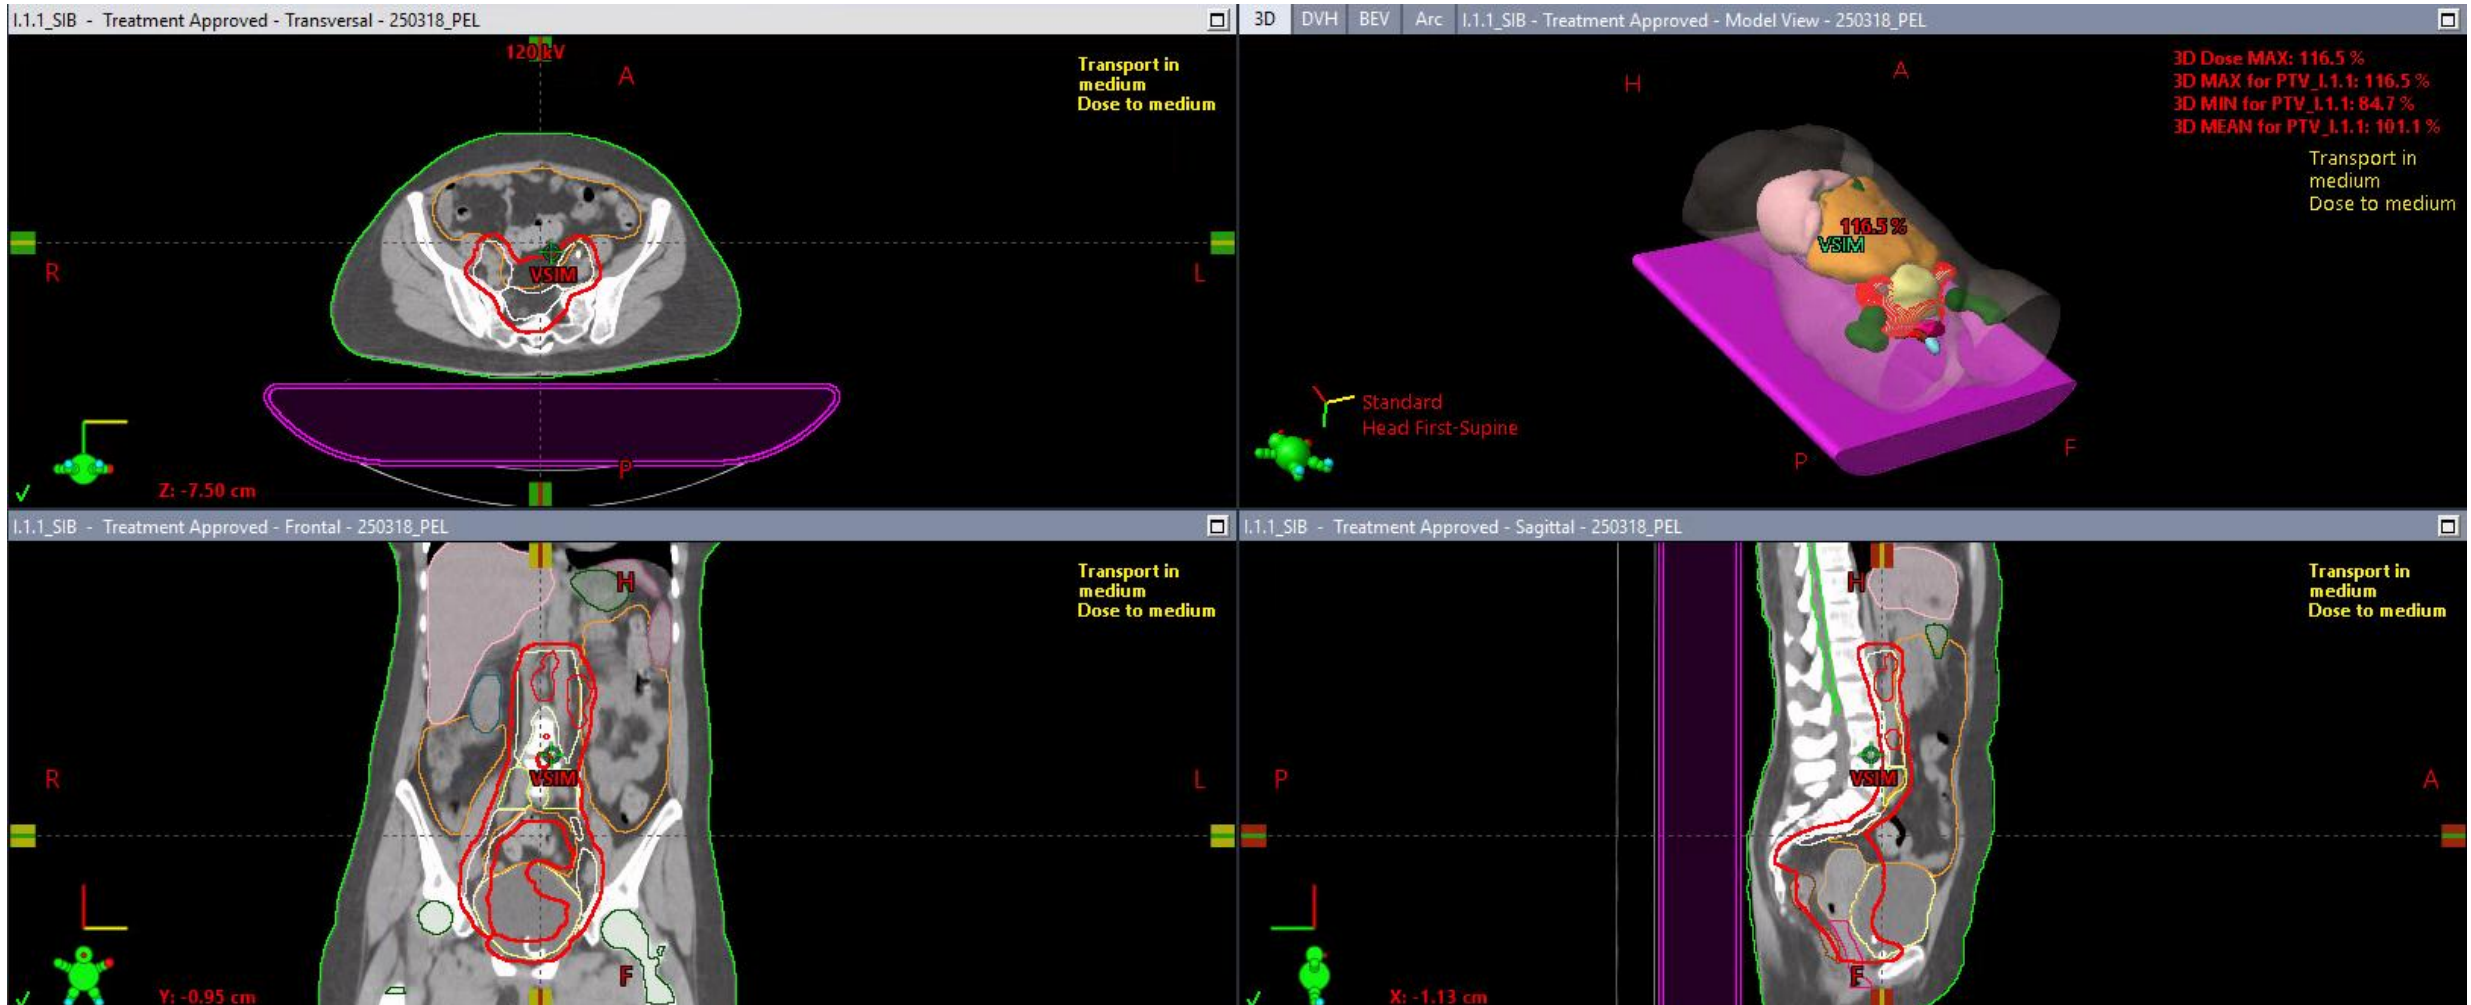 I.1.1_SIB - Treatment Approved - Transversal - 250318_PEL
120 kV
A
Transport in
medium
Dose to medium
R
VSIM
L
P
Z: -7.50 cm
3D DVH BEV Arc I.1.1_SIB - Treatment Approved - Model View - 250318_PEL
3D Dose MAX: 116.5 %
3D MAX for PTV_I.1.1: 116.5 %
3D MIN for PTV_I.1.1: 84.7 %
3D MEAN for PTV_I.1.1: 101.1 %
H
A
Transport in
medium
Dose to medium
116.5 %
VSIM
Standard
Head First-Supine
P
F
I.1.1_SIB - Treatment Approved - Frontal - 250318_PEL
Transport in
medium
Dose to medium
H
R
VSIM
L
F
Y: -0.95 cm
I.1.1_SIB - Treatment Approved - Sagittal - 250318_PEL
Transport in
medium
Dose to medium
H
P
VSIM
A
F
X: -1.13 cm